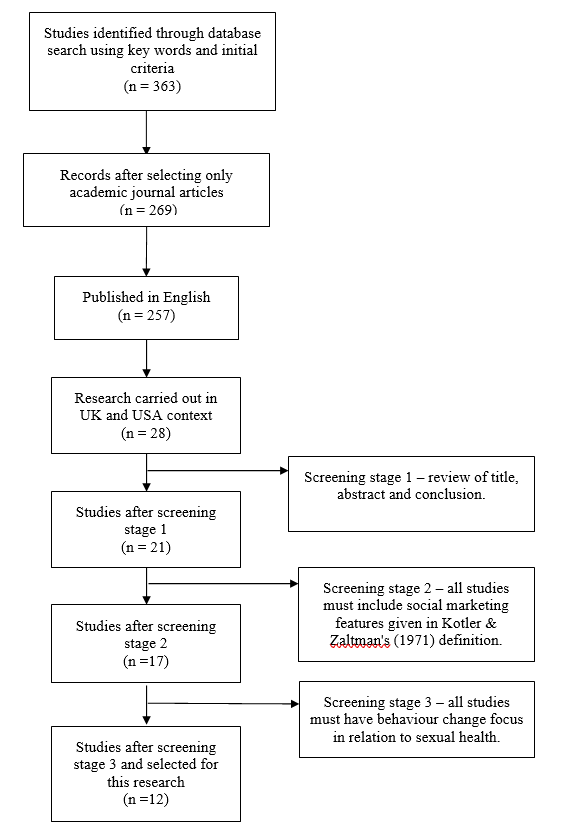 Studies identified through database
search using key words and initial
criteria
(n = 363)
Records after selecting only
academic journal articles
(n = 269)
Published in English
(n = 257)
Research carried out in
UK and USA context
(n = 28)
Screening stage 1 – review of title,
abstract and conclusion.
Studies after screening
stage 1
(n = 21)
Screening stage 2 – all studies
must include social marketing
features given in Kotler &
Zaltman's (1971) definition.
Studies after screening
stage 2
(n =17)
Screening stage 3 – all studies
must have behaviour change focus
in relation to sexual health.
Studies after screening
stage 3 and selected for
this research
(n =12)